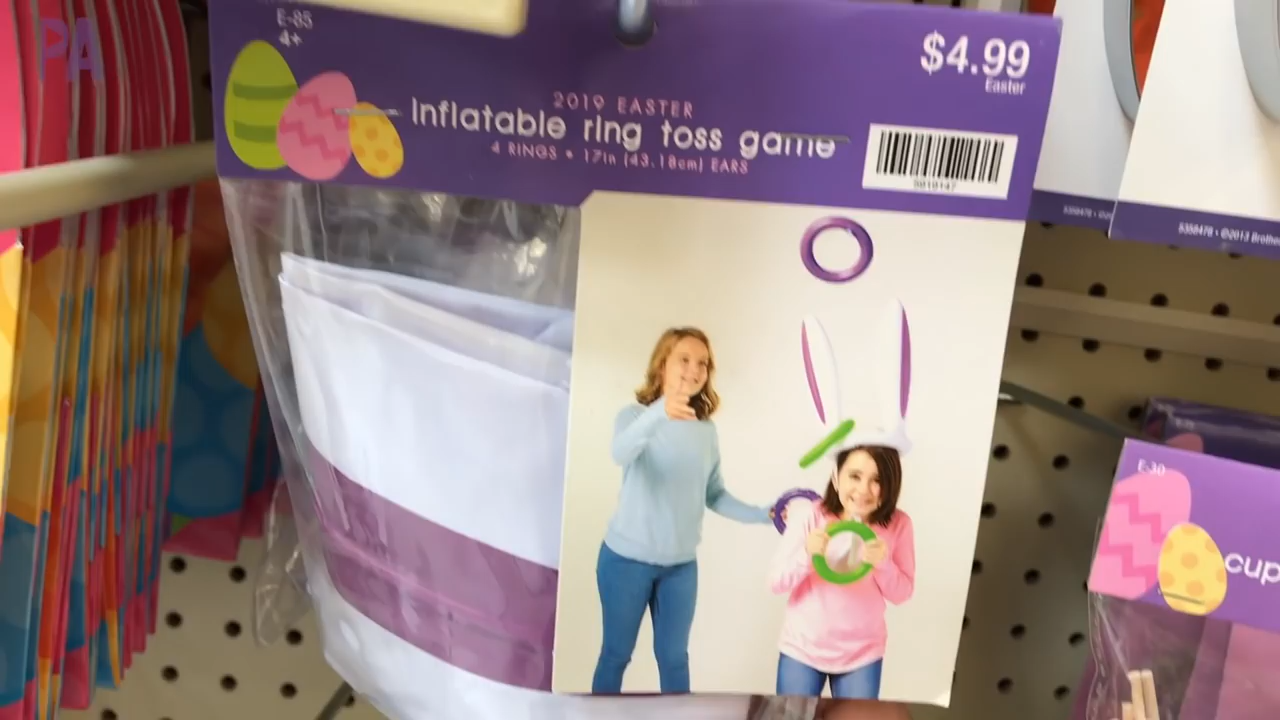 PA
E-85
4+
$4.99
Easter
2019 EASTER
inflatable ring toss game
4 RINGS • 17in (43.18cm) EARS
E-30
cup